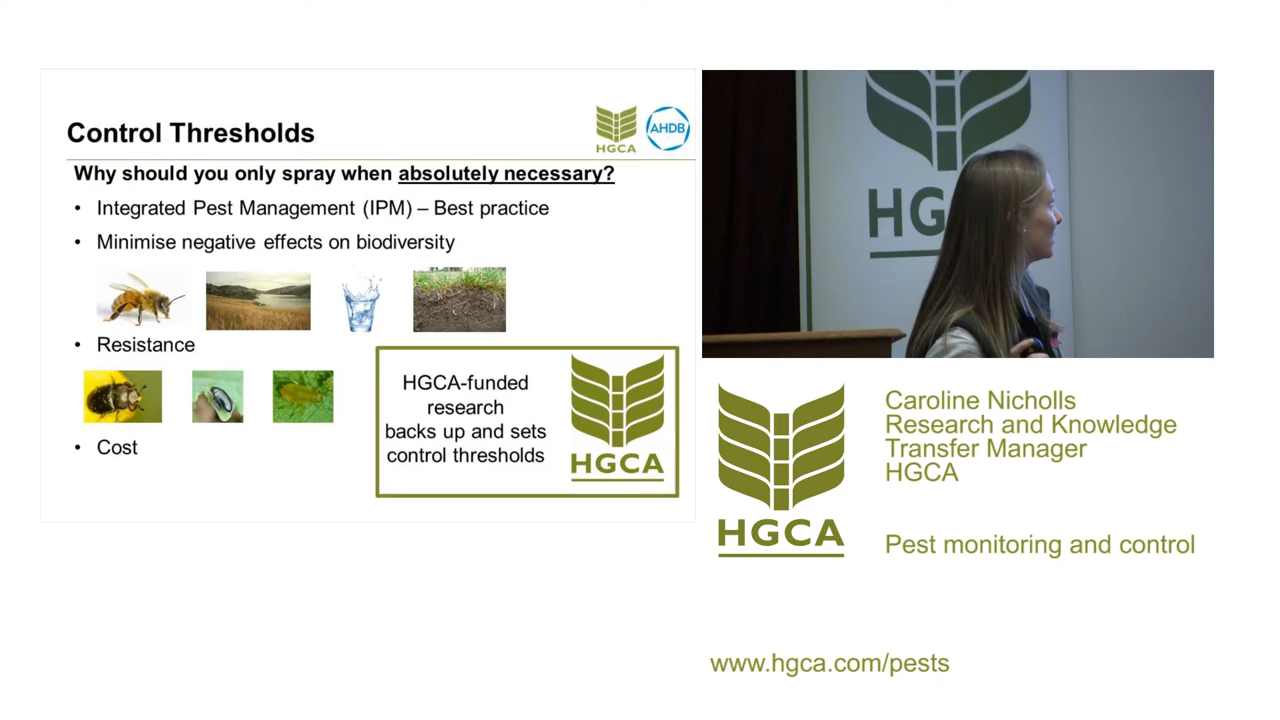 Control Thresholds
HGCA
AHDB
Why should you only spray when absolutely necessary?
• Integrated Pest Management (IPM) – Best practice
• Minimise negative effects on biodiversity
• Resistance
• Cost
HGCA-funded
research
backs up and sets
control thresholds
HGCA
HG
HGCA
Caroline Nicholls
Research and Knowledge
Transfer Manager
HGCA
Pest monitoring and control
www.hgca.com/pests